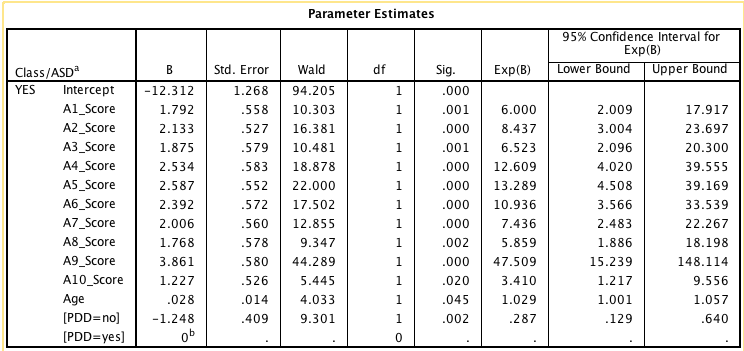 Parameter Estimates
95% Confidence Interval for
Exp(B)
Class/ASDa B Std. Error Wald df Sig. Exp(B) Lower Bound Upper Bound
YES Intercept -12.312 1.268 94.205 1 .000
A1_Score 1.792 .558 10.303 1 .001 6.000 2.009 17.917
A2_Score 2.133 .527 16.381 1 .000 8.437 3.004 23.697
A3_Score 1.875 .579 10.481 1 .001 6.523 2.096 20.300
A4_Score 2.534 .583 18.878 1 .000 12.609 4.020 39.555
A5_Score 2.587 .552 22.000 1 .000 13.289 4.508 39.169
A6_Score 2.392 .572 17.502 1 .000 10.936 3.566 33.539
A7_Score 2.006 .560 12.855 1 .000 7.436 2.483 22.267
A8_Score 1.768 .578 9.347 1 .002 5.859 1.886 18.198
A9_Score 3.861 .580 44.289 1 .000 47.509 15.239 148.114
A10_Score 1.227 .526 5.445 1 .020 3.410 1.217 9.556
Age .028 .014 4.033 1 .045 1.029 1.001 1.057
[PDD=no] -1.248 .409 9.301 1 .002 .287 .129 .640
[PDD=yes] 0b . . 0 . . . .